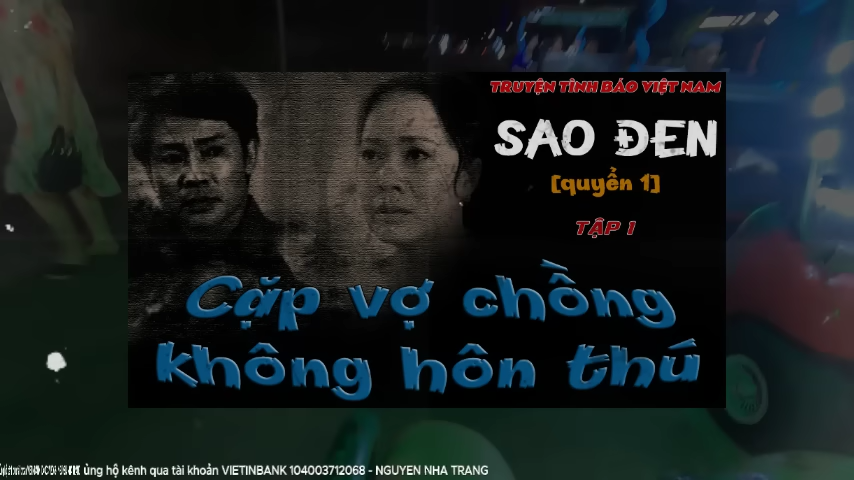 TRUYỆN TÌNH BÁO VIỆT NAM
SAO ĐEN
[quyển 1]
TẬP 1
Cặp vợ chồng
không hôn thú
ủng hộ kênh qua tài khoản VIETINBANK 104003712068 - NGUYEN NHA TRANG